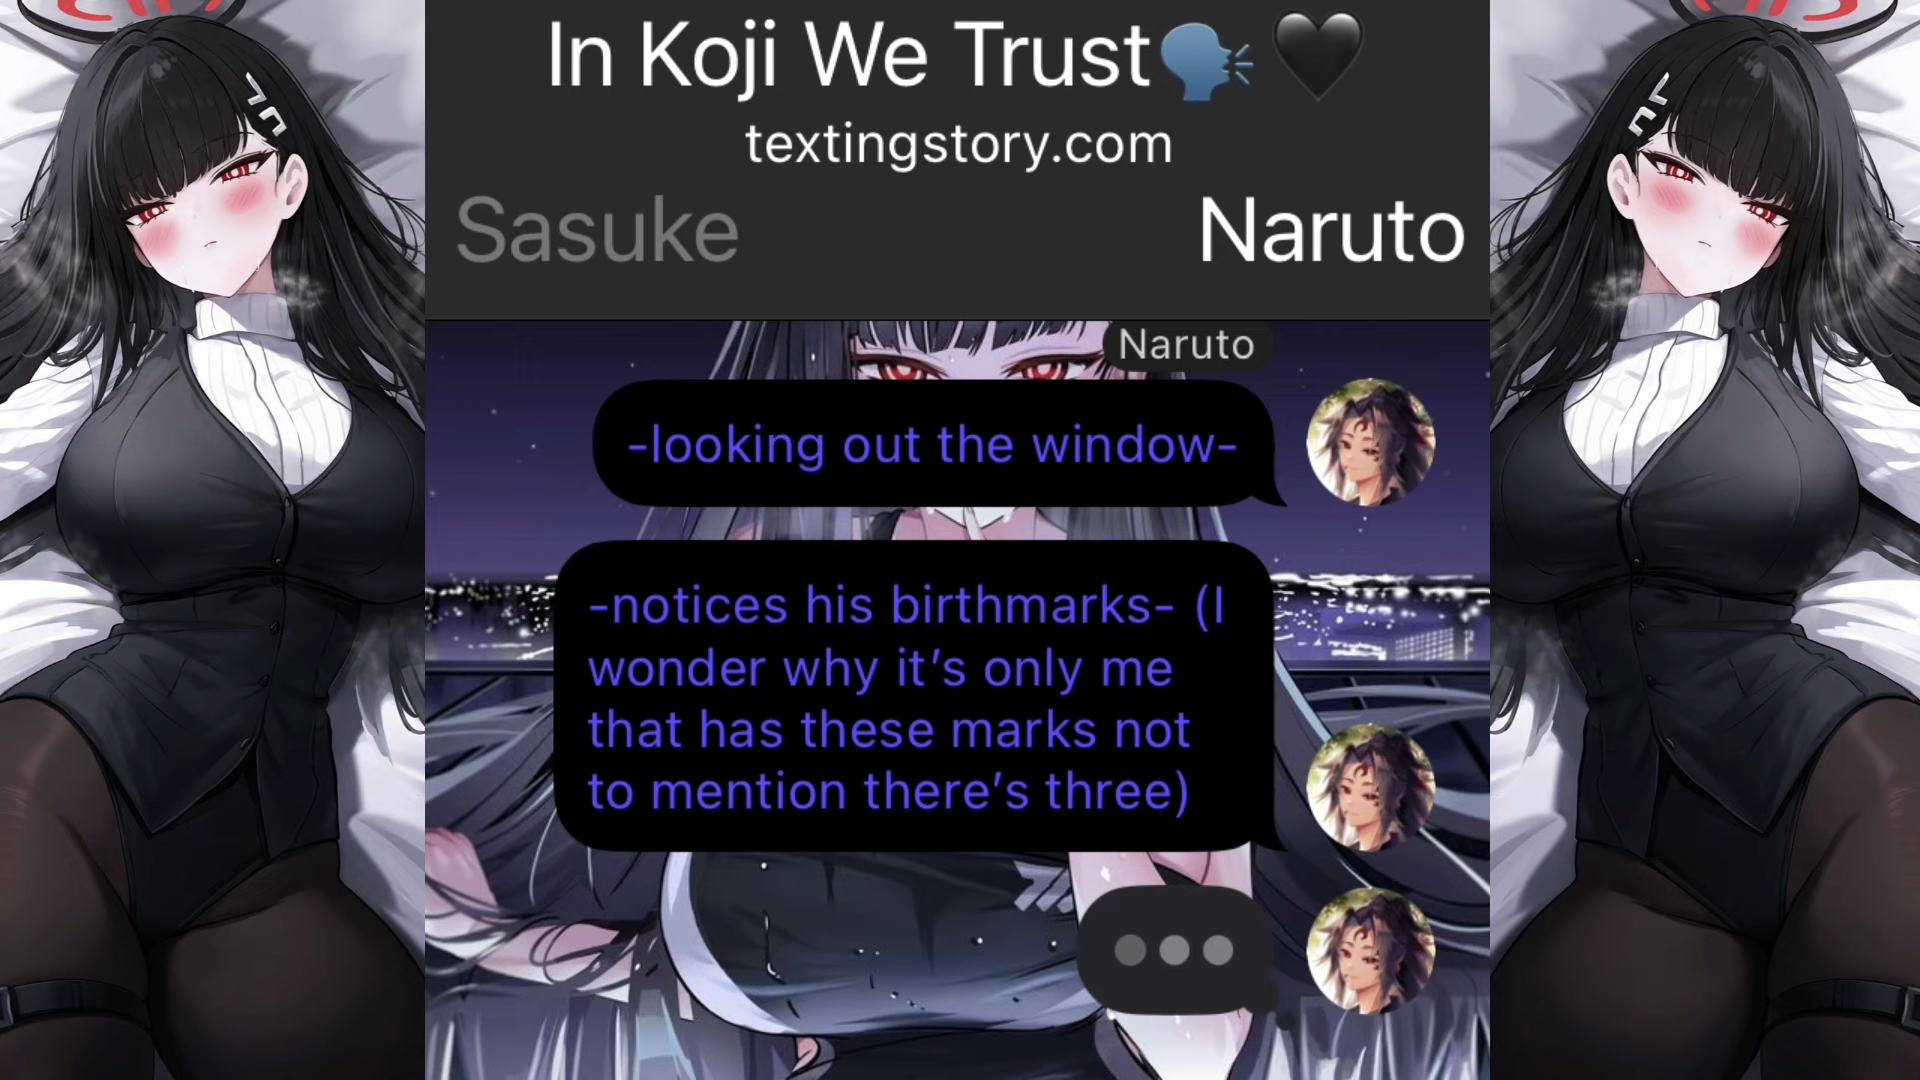 In Koji We Trust🗣️🖤
textingstory.com
Sasuke
Naruto
Naruto
-looking out the window-
-notices his birthmarks- (I
wonder why it’s only me
that has these marks not
to mention there’s three)